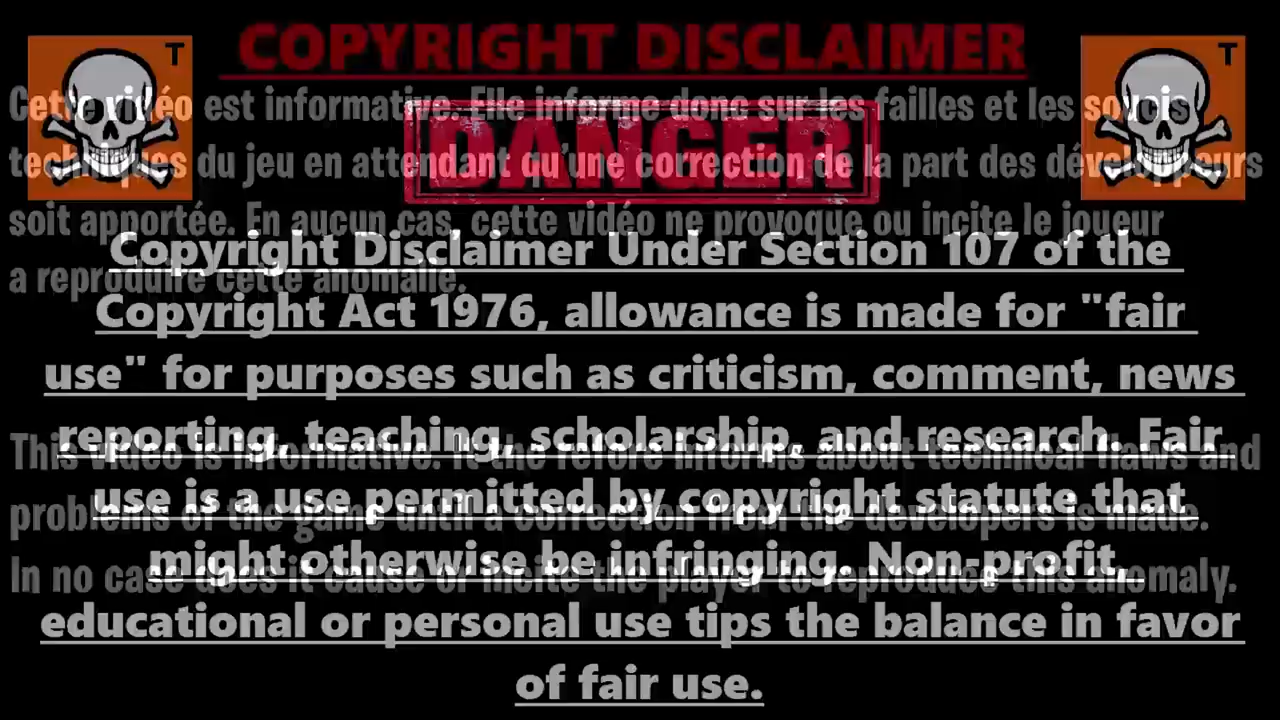 COPYRIGHT DISCLAIMER
T
T
Cette vidéo est informative. Elle informe donc sur les failles et les soucis
DANGER
techniques du jeu en attendant qu'une correction de la part des développeurs
soit apportée. En aucun cas, cette vidéo ne provoque ou incite le joueur
a reproduire cette anomalie.
Copyright Disclaimer Under Section 107 of the
Copyright Act 1976, allowance is made for "fair
use" for purposes such as criticism, comment, news
reporting, teaching, scholarship, and research. Fair
use is a use permitted by copyright statute that
might otherwise be infringing. Non-profit,
educational or personal use tips the balance in favor
of fair use.
This video is informative. It the refore informs about technical flaws and
problems of the game until a correction from the developers is made.
In no case does it cause or incite the player to reproduce this anomaly.